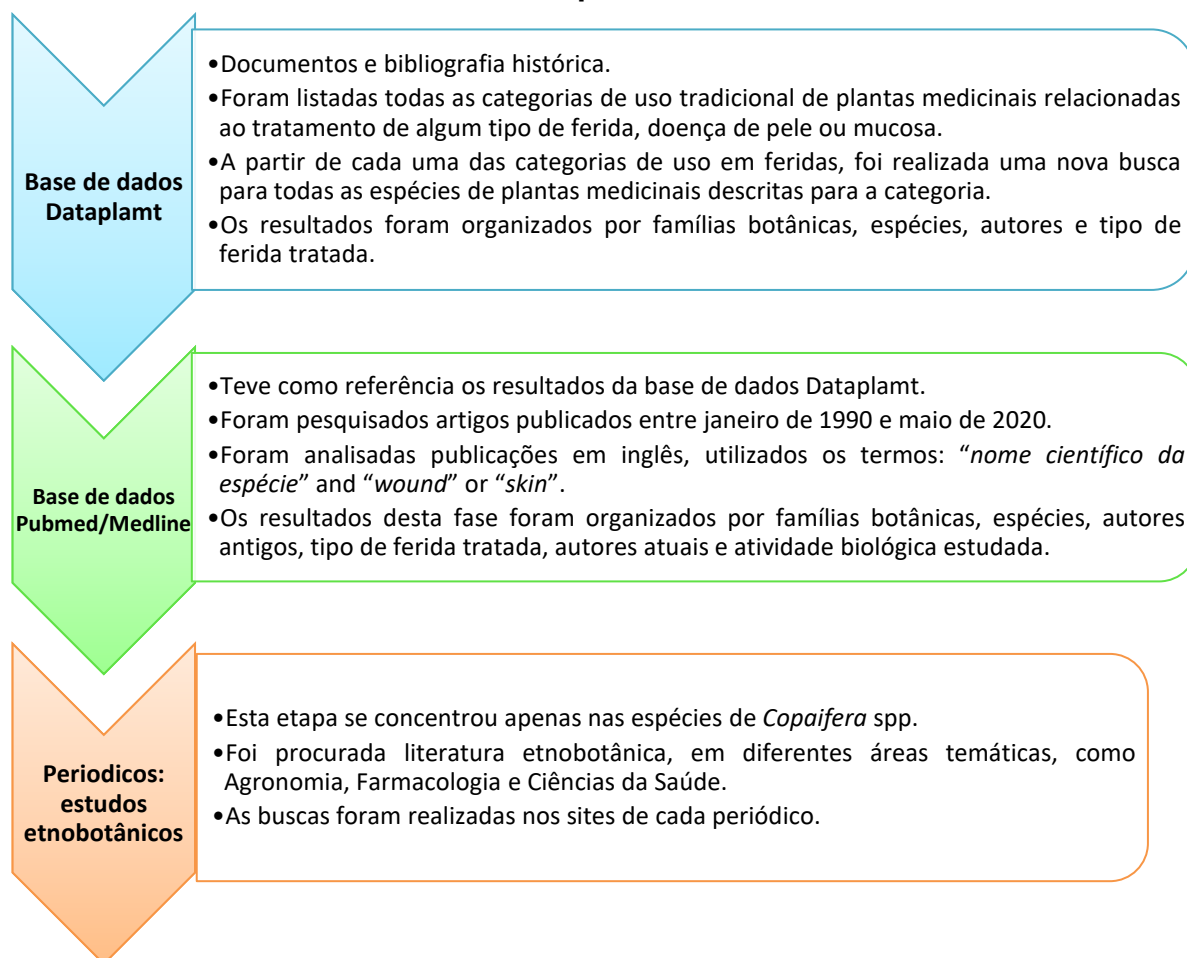 Base de dados
Dataplamt
•Documentos e bibliografia histórica.
•Foram listadas todas as categorias de uso tradicional de plantas medicinais relacionadas
ao tratamento de algum tipo de ferida, doença de pele ou mucosa.
•A partir de cada uma das categorias de uso em feridas, foi realizada uma nova busca
para todas as espécies de plantas medicinais descritas para a categoria.
•Os resultados foram organizados por famílias botânicas, espécies, autores e tipo de
ferida tratada.
Base de dados
Pubmed/Medline
•Teve como referência os resultados da base de dados Dataplamt.
•Foram pesquisados artigos publicados entre janeiro de 1990 e maio de 2020.
•Foram analisadas publicações em inglês, utilizados os termos: “nome científico da
espécie” and “wound” or “skin”.
•Os resultados desta fase foram organizados por famílias botânicas, espécies, autores
antigos, tipo de ferida tratada, autores atuais e atividade biológica estudada.
Periodicos:
estudos
etnobotânicos
•Esta etapa se concentrou apenas nas espécies de Copaifera spp.
•Foi procurada literatura etnobotânica, em diferentes áreas temáticas, como
Agronomia, Farmacologia e Ciências da Saúde.
•As buscas foram realizadas nos sites de cada periódico.